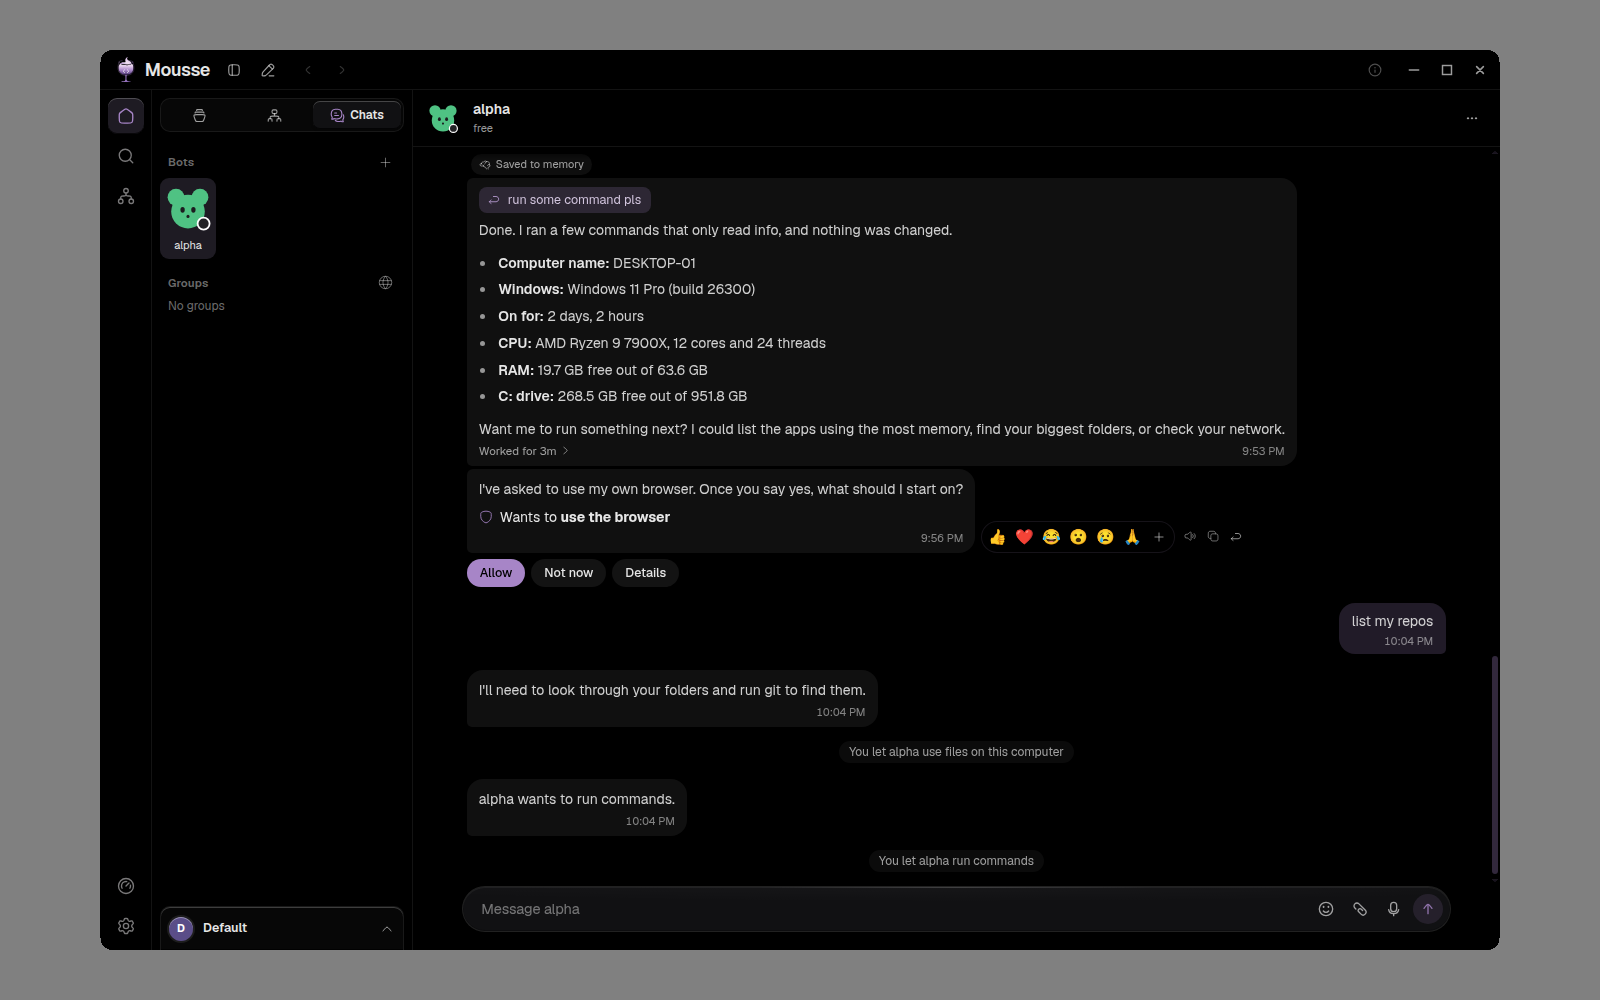 Mousse
Chats
Bots
alpha
Groups
No groups
D
Default
alpha
free
Saved to memory
run some command pls
Done. I ran a few commands that only read info, and nothing was changed.
Computer name: DESKTOP-01
Windows: Windows 11 Pro (build 26300)
On for: 2 days, 2 hours
CPU: AMD Ryzen 9 7900X, 12 cores and 24 threads
RAM: 19.7 GB free out of 63.6 GB
C: drive: 268.5 GB free out of 951.8 GB
Want me to run something next? I could list the apps using the most memory, find your biggest folders, or check your network.
Worked for 3m
9:53 PM
I've asked to use my own browser. Once you say yes, what should I start on?
Wants to use the browser
9:56 PM
Allow
Not now
Details
list my repos
10:04 PM
I'll need to look through your folders and run git to find them.
10:04 PM
You let alpha use files on this computer
alpha wants to run commands.
10:04 PM
You let alpha run commands
Message alpha